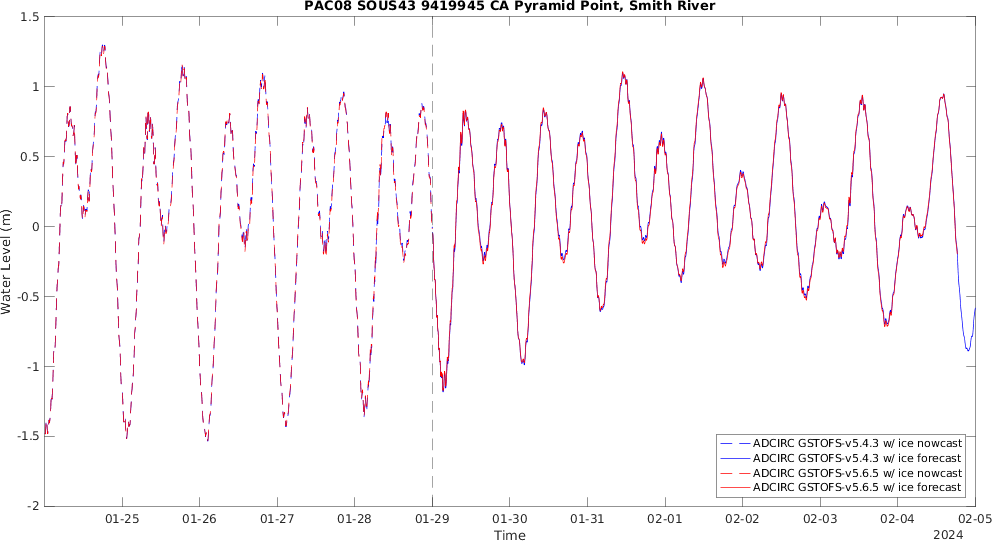 PAC08 SOUS43 9419945 CA Pyramid Point, Smith River
1.5
1
0.5
0
-0.5
-1
-1.5
-2
Water Level (m)
ADCIRC GSTOFS-v5.4.3 w/ ice nowcast
ADCIRC GSTOFS-v5.4.3 w/ ice forecast
ADCIRC GSTOFS-v5.6.5 w/ ice nowcast
ADCIRC GSTOFS-v5.6.5 w/ ice forecast
01-25 01-26 01-27 01-28 01-29 01-30 01-31 02-01 02-02 02-03 02-04 02-05
Time
2024